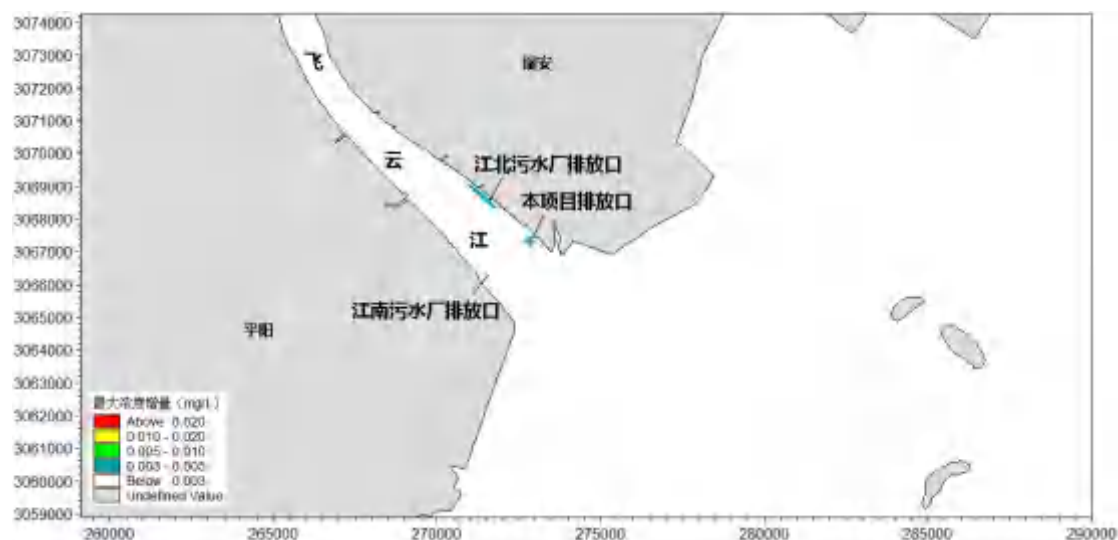 3074000
3073000
3072000
3071000
3070000
3069000
3068000
3067000
3066000
3065000
3064000
3063000
3062000
3061000
3060000
3059000
飞
云
江
瑞安
江北污水厂排放口
本项目排放口
江南污水厂排放口
平阳
最大浓度增量（mg/L）
Above 0.020
0.010 - 0.020
0.005 - 0.010
0.003 - 0.005
Below 0.003
Undefined Value
260000 265000 270000 275000 280000 285000 290000